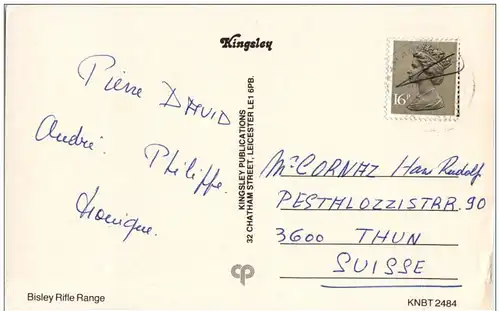 Kingsley
16P
Pierre DAVID
André. Philippe.
Monique.
KINGSLEY PUBLICATIONS
32 CHATHAM STREET, LEICESTER LE1 6PB.
Mr CORNAZ Hans Rudolf
PESTHLOZZISTRR. 90
3600 THUN
SUISSE
cp
Bisley Rifle Range
KNBT 2484